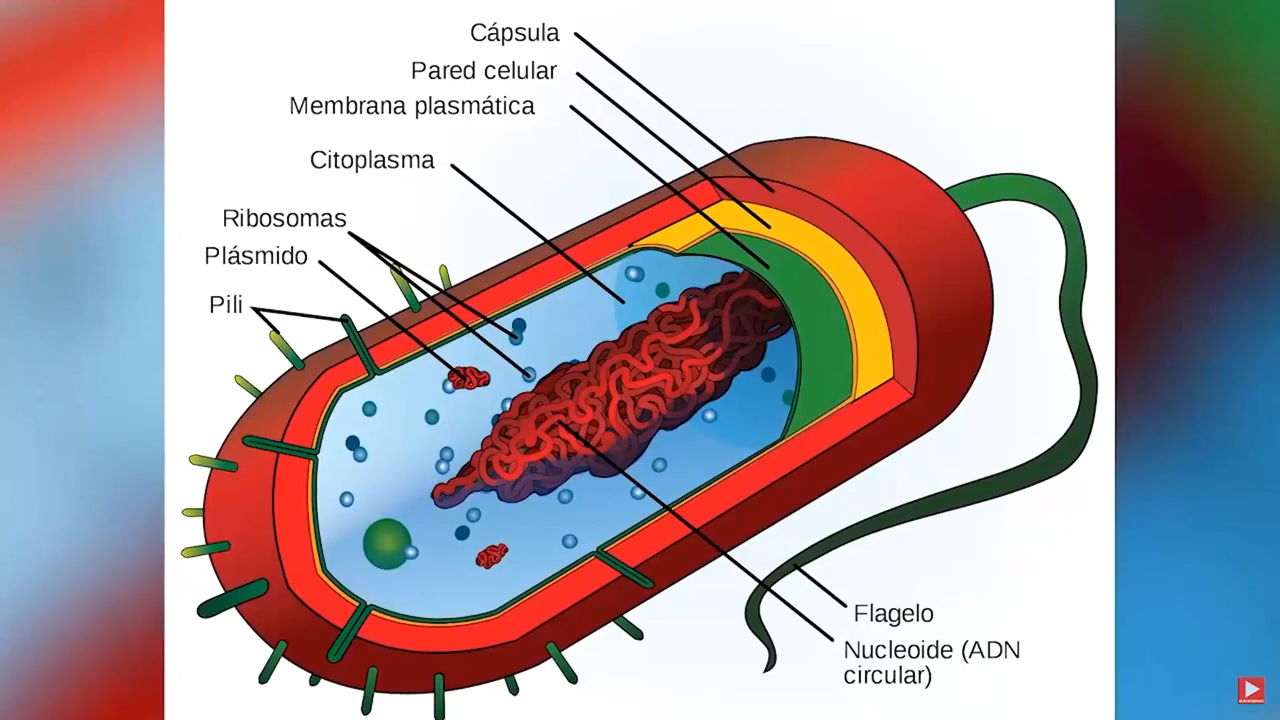 Cápsula
Pared celular
Membrana plasmática
Citoplasma
Ribosomas
Plásmido
Pili
Flagelo
Nucleoide (ADN
circular)